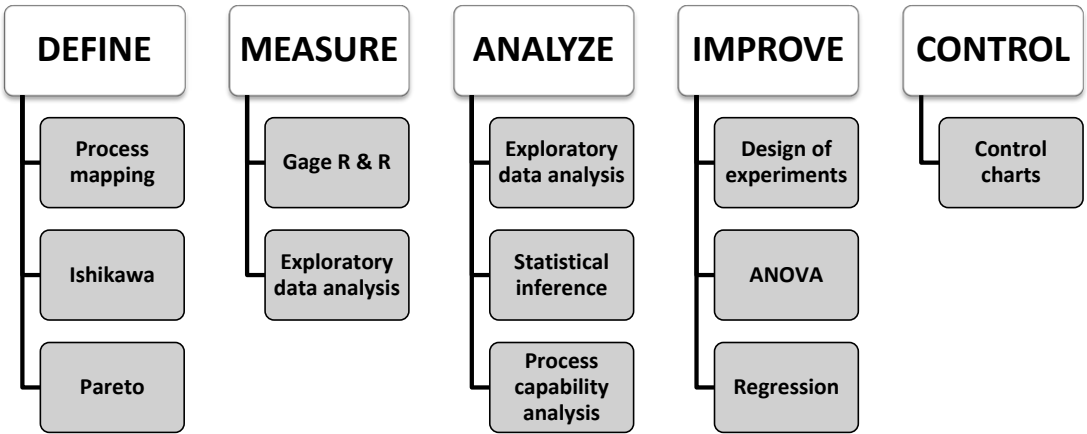 DEFINE
Process
mapping
Ishikawa
Pareto
MEASURE
Gage R & R
Exploratory
data analysis
ANALYZE
Exploratory
data analysis
Statistical
inference
Process
capability
analysis
IMPROVE
Design of
experiments
ANOVA
Regression
CONTROL
Control
charts